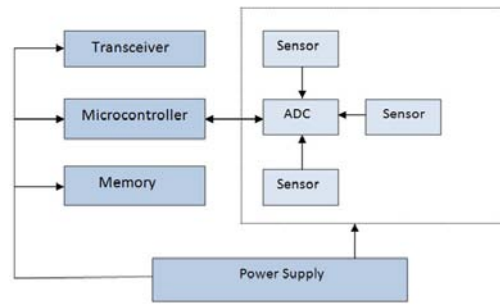 Transceiver
Sensor
Microcontroller
ADC
Sensor
Memory
Sensor
Power Supply